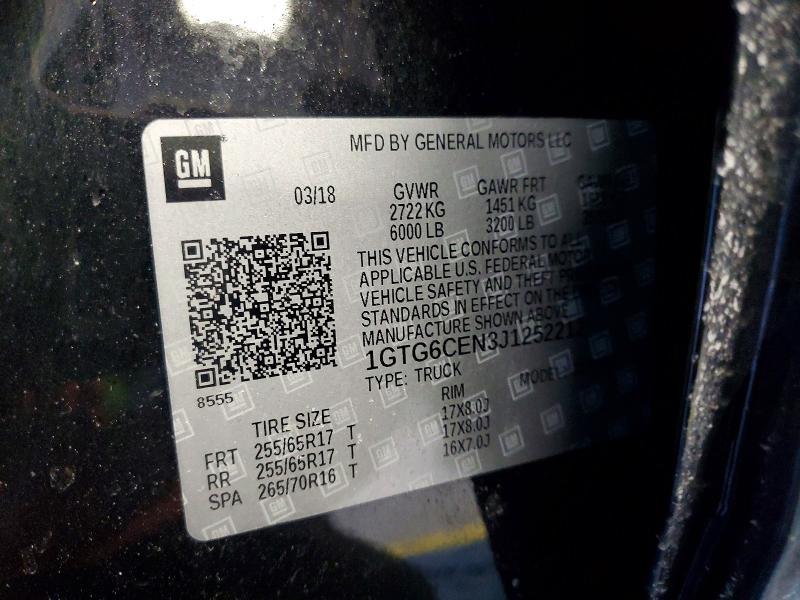 GM
MFD BY GENERAL MOTORS LLC
03/18
GVWR GAWR FRT
2722 KG 1451 KG
6000 LB 3200 LB
THIS VEHICLE CONFORMS TO ALL
APPLICABLE U.S. FEDERAL MOTOR
VEHICLE SAFETY AND THEFT
STANDARDS IN EFFECT ON THE
MANUFACTURE SHOWN ABOVE
1GTG6CEN3J1252212
TYPE: TRUCK MODEL:
8555
TIRE SIZE RIM
FRT 255/65R17 T 17X8.0J
RR 255/65R17 T 17X8.0J
SPA 265/70R16 T 16X7.0J